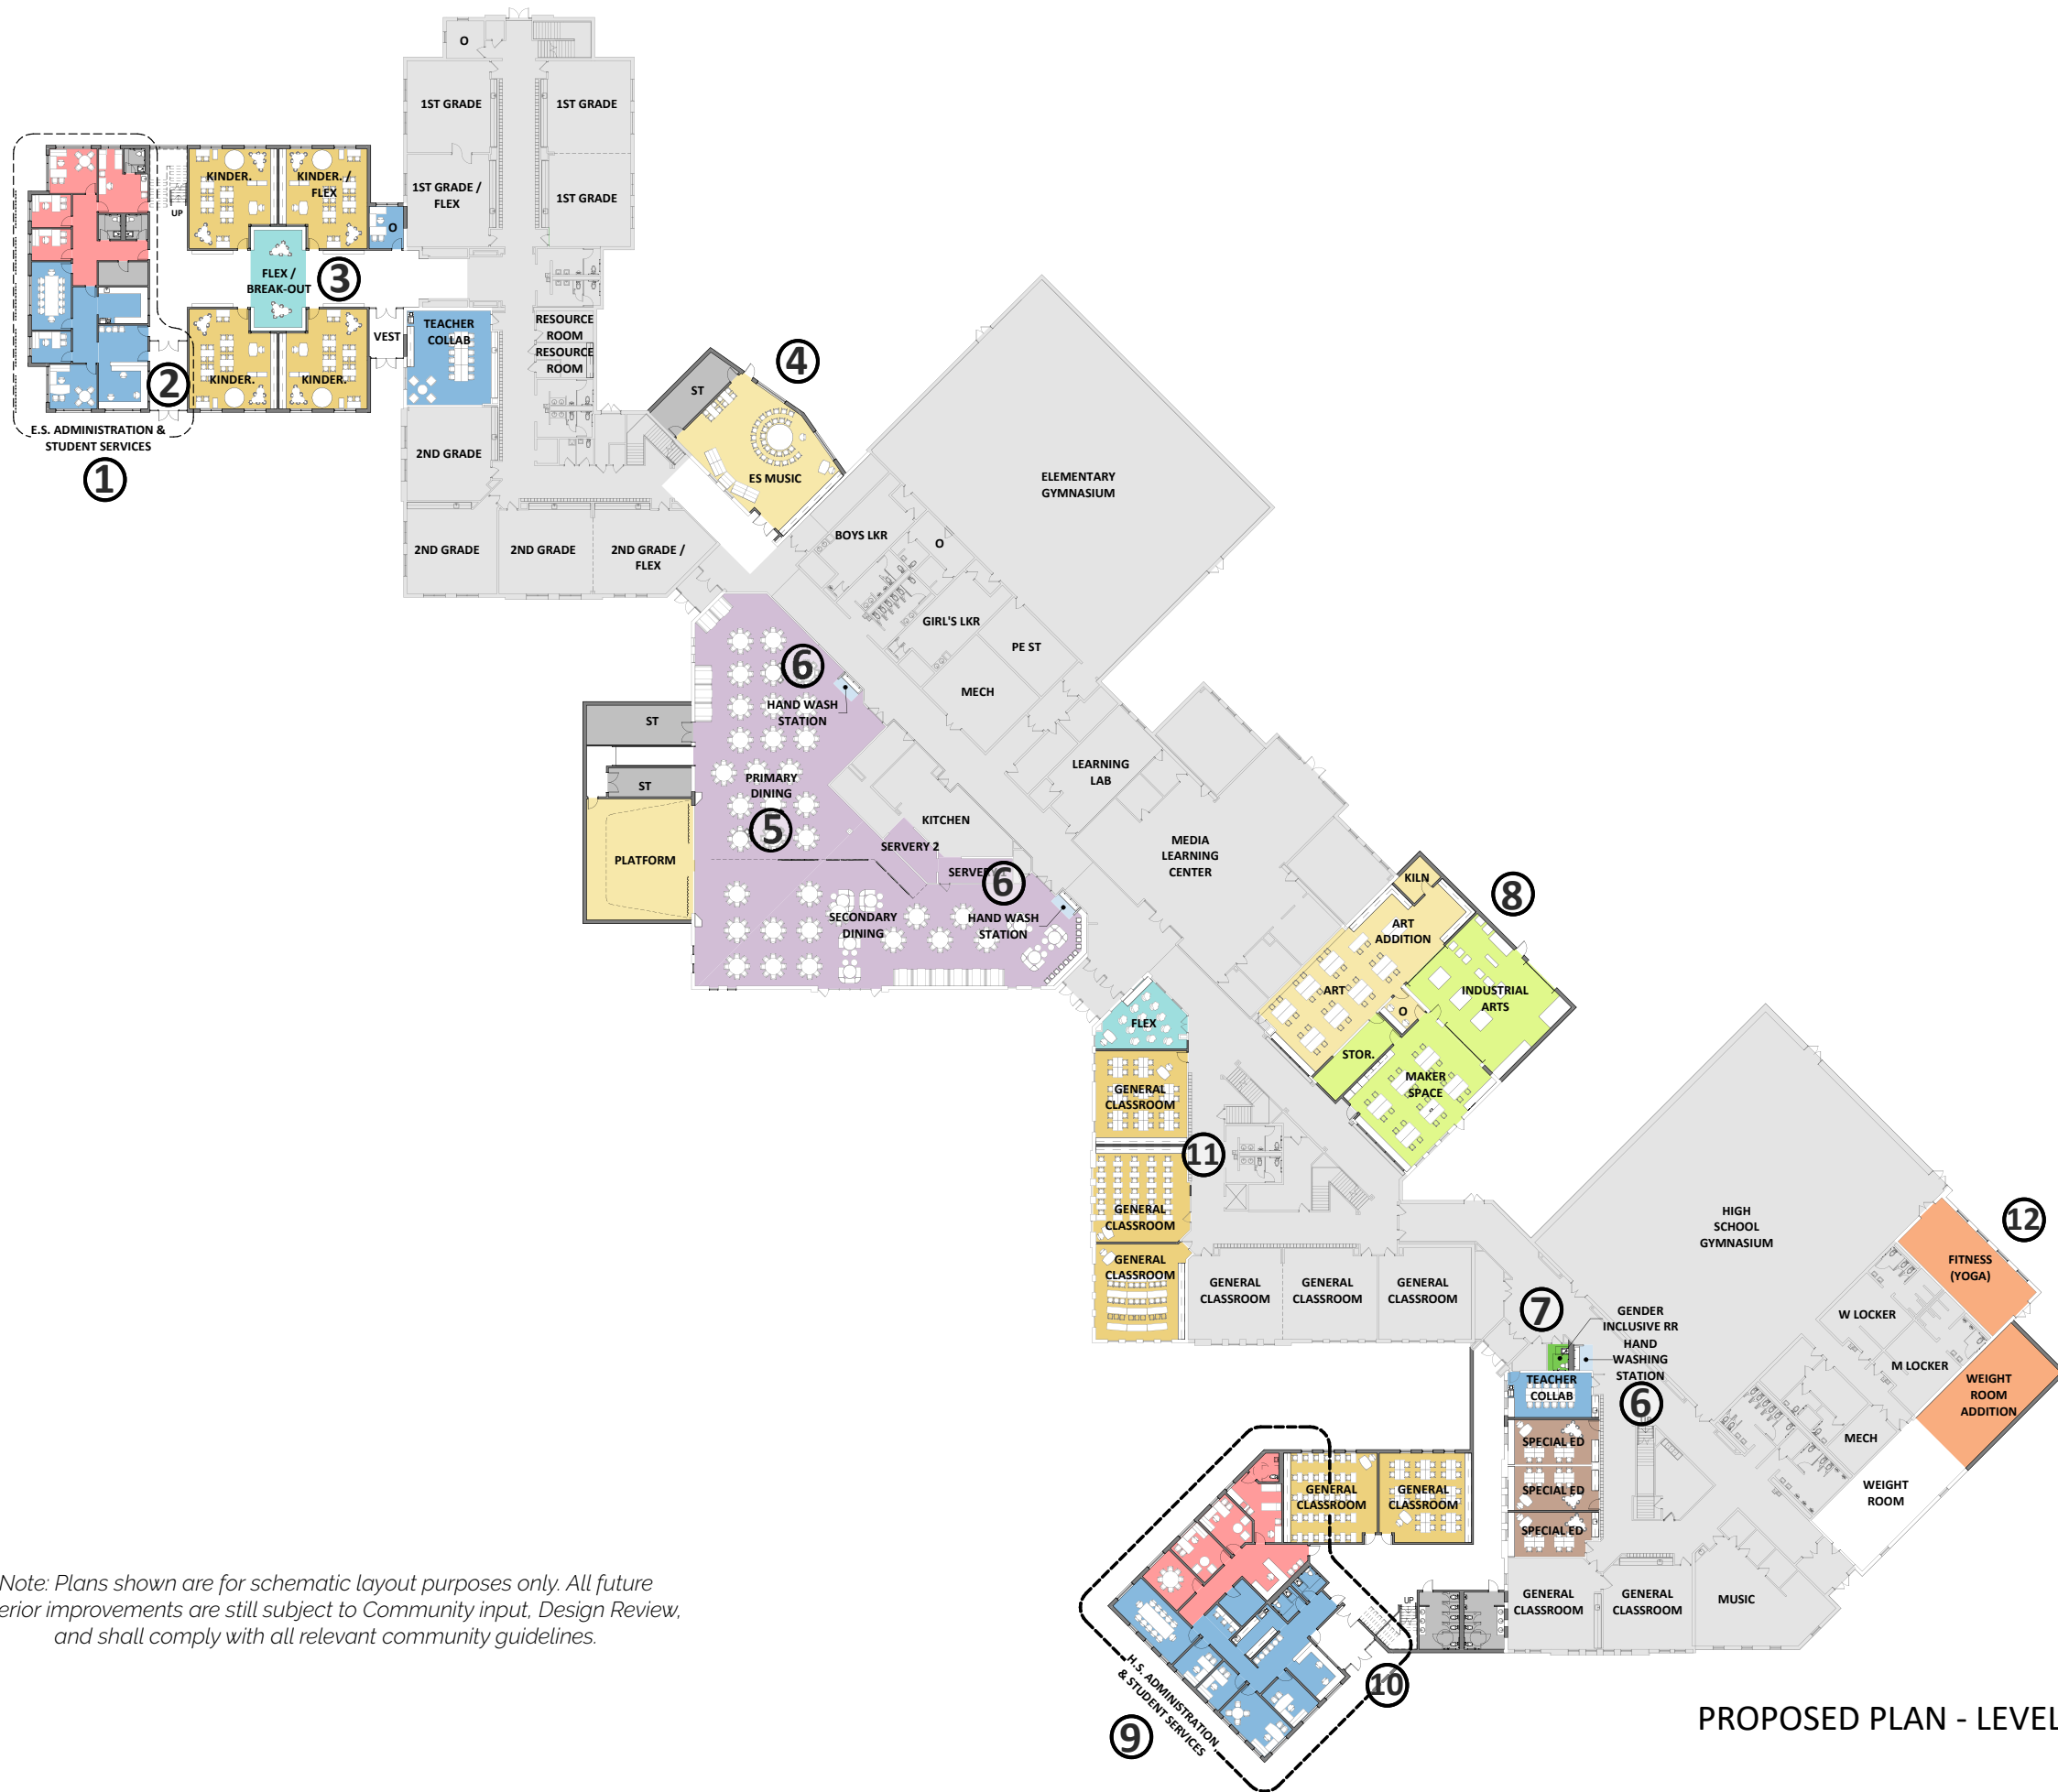 O
1ST GRADE
1ST GRADE
1ST GRADE /
FLEX
1ST GRADE
KINDER.
KINDER. /
FLEX
UP
O
FLEX /
BREAK-OUT
3
VEST
TEACHER
COLLAB
RESOURCE
ROOM
RESOURCE
ROOM
KINDER.
KINDER.
2
E.S. ADMINISTRATION &
STUDENT SERVICES
1
4
ST
ES MUSIC
2ND GRADE
2ND GRADE
2ND GRADE
2ND GRADE /
FLEX
ELEMENTARY
GYMNASIUM
BOYS LKR
O
GIRL'S LKR
PE ST
MECH
6
HAND WASH
STATION
ST
ST
PRIMARY
DINING
5
PLATFORM
KITCHEN
SERVERY 2
SERVER
6
HAND WASH
STATION
SECONDARY
DINING
LEARNING
LAB
MEDIA
LEARNING
CENTER
KILN
8
ART
ADDITION
ART
O
INDUSTRIAL
ARTS
STOR.
MAKER
SPACE
FLEX
GENERAL
CLASSROOM
11
GENERAL
CLASSROOM
GENERAL
CLASSROOM
GENERAL
CLASSROOM
GENERAL
CLASSROOM
GENERAL
CLASSROOM
HIGH
SCHOOL
GYMNASIUM
12
FITNESS
(YOGA)
7
GENDER
INCLUSIVE RR
HAND
WASHING
STATION
6
W LOCKER
M LOCKER
WEIGHT
ROOM
ADDITION
MECH
WEIGHT
ROOM
TEACHER
COLLAB
SPECIAL ED
SPECIAL ED
SPECIAL ED
GENERAL
CLASSROOM
GENERAL
CLASSROOM
GENERAL
CLASSROOM
GENERAL
CLASSROOM
MUSIC
UP
H.S. ADMINISTRATION
& STUDENT SERVICES
9
10
Note: Plans shown are for schematic layout purposes only. All future
erior improvements are still subject to Community input, Design Review,
and shall comply with all relevant community guidelines.
PROPOSED PLAN - LEVEL